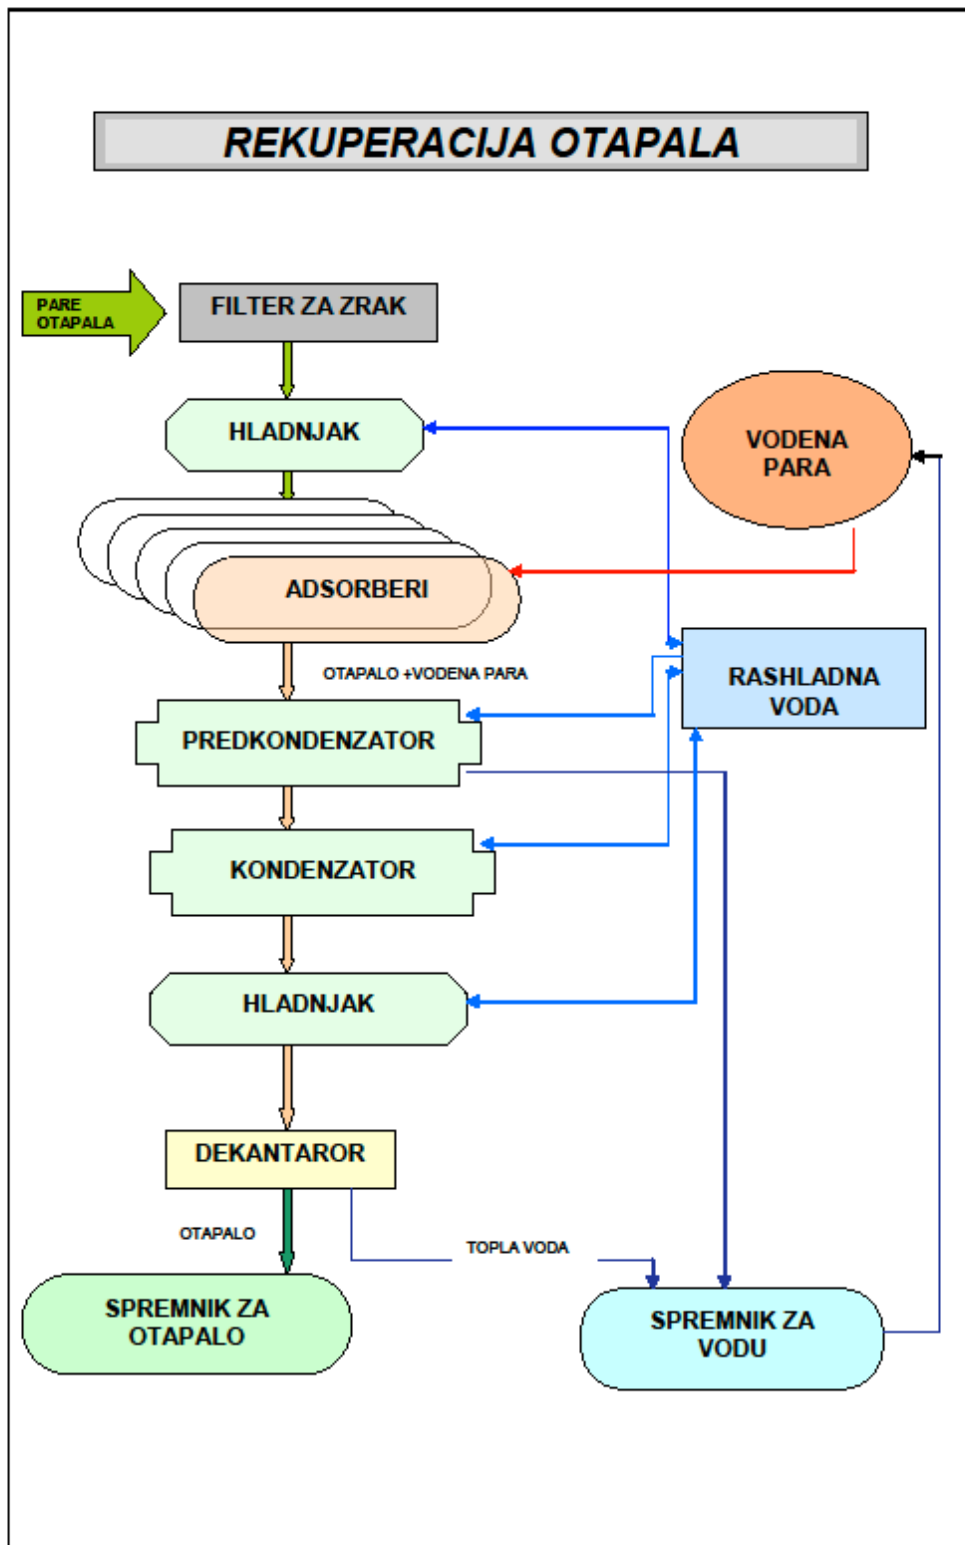 REKUPERACIJA OTAPALA
PARE
OTAPALA
FILTER ZA ZRAK
HLADNJAK
VODENA
PARA
ADSORBERI
OTAPALO +VODENA PARA
RASHLADNA
VODA
PREDKONDENZATOR
KONDENZATOR
HLADNJAK
DEKANTAROR
OTAPALO
TOPLA VODA
SPREMNIK ZA
OTAPALO
SPREMNIK ZA
VODU